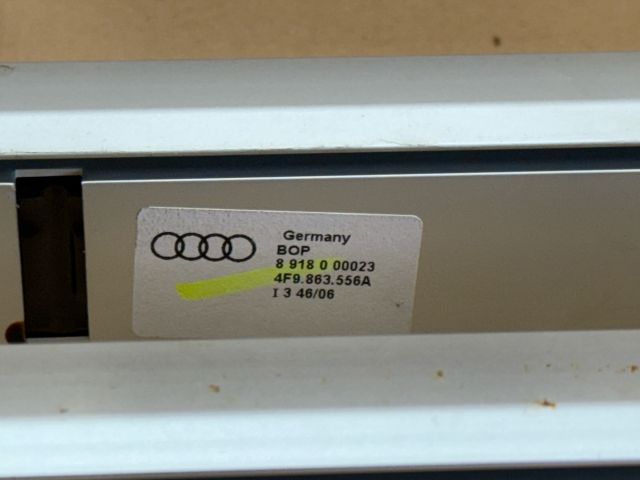 Germany
BOP
8 918 0 00023
4F9.863.556A
I 3 46/06